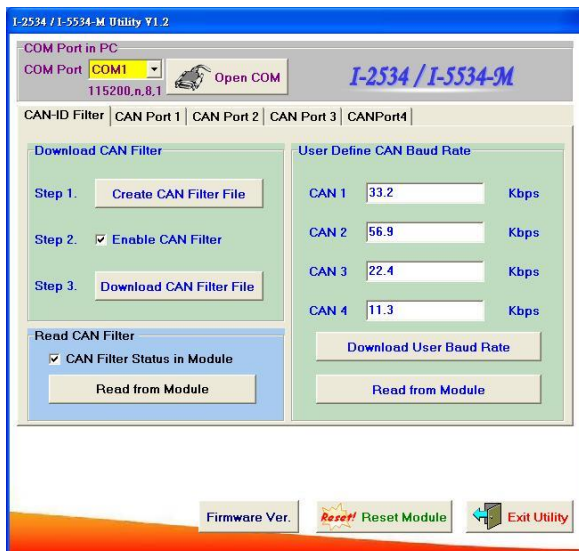 I-2534 / I-5534-M Utility V1.2
COM Port in PC
COM Port COM1
Open COM
115200,n,8,1
I-2534 / I-5534-M
CAN-ID Filter CAN Port 1 CAN Port 2 CAN Port 3 CANPort4
Download CAN Filter
Step 1. Create CAN Filter File
Step 2. Enable CAN Filter
Step 3. Download CAN Filter File
Read CAN Filter
CAN Filter Status in Module
Read from Module
User Define CAN Baud Rate
CAN 1 33.2 Kbps
CAN 2 56.9 Kbps
CAN 3 22.4 Kbps
CAN 4 11.3 Kbps
Download User Baud Rate
Read from Module
Firmware Ver. Reset! Reset Module Exit Utility